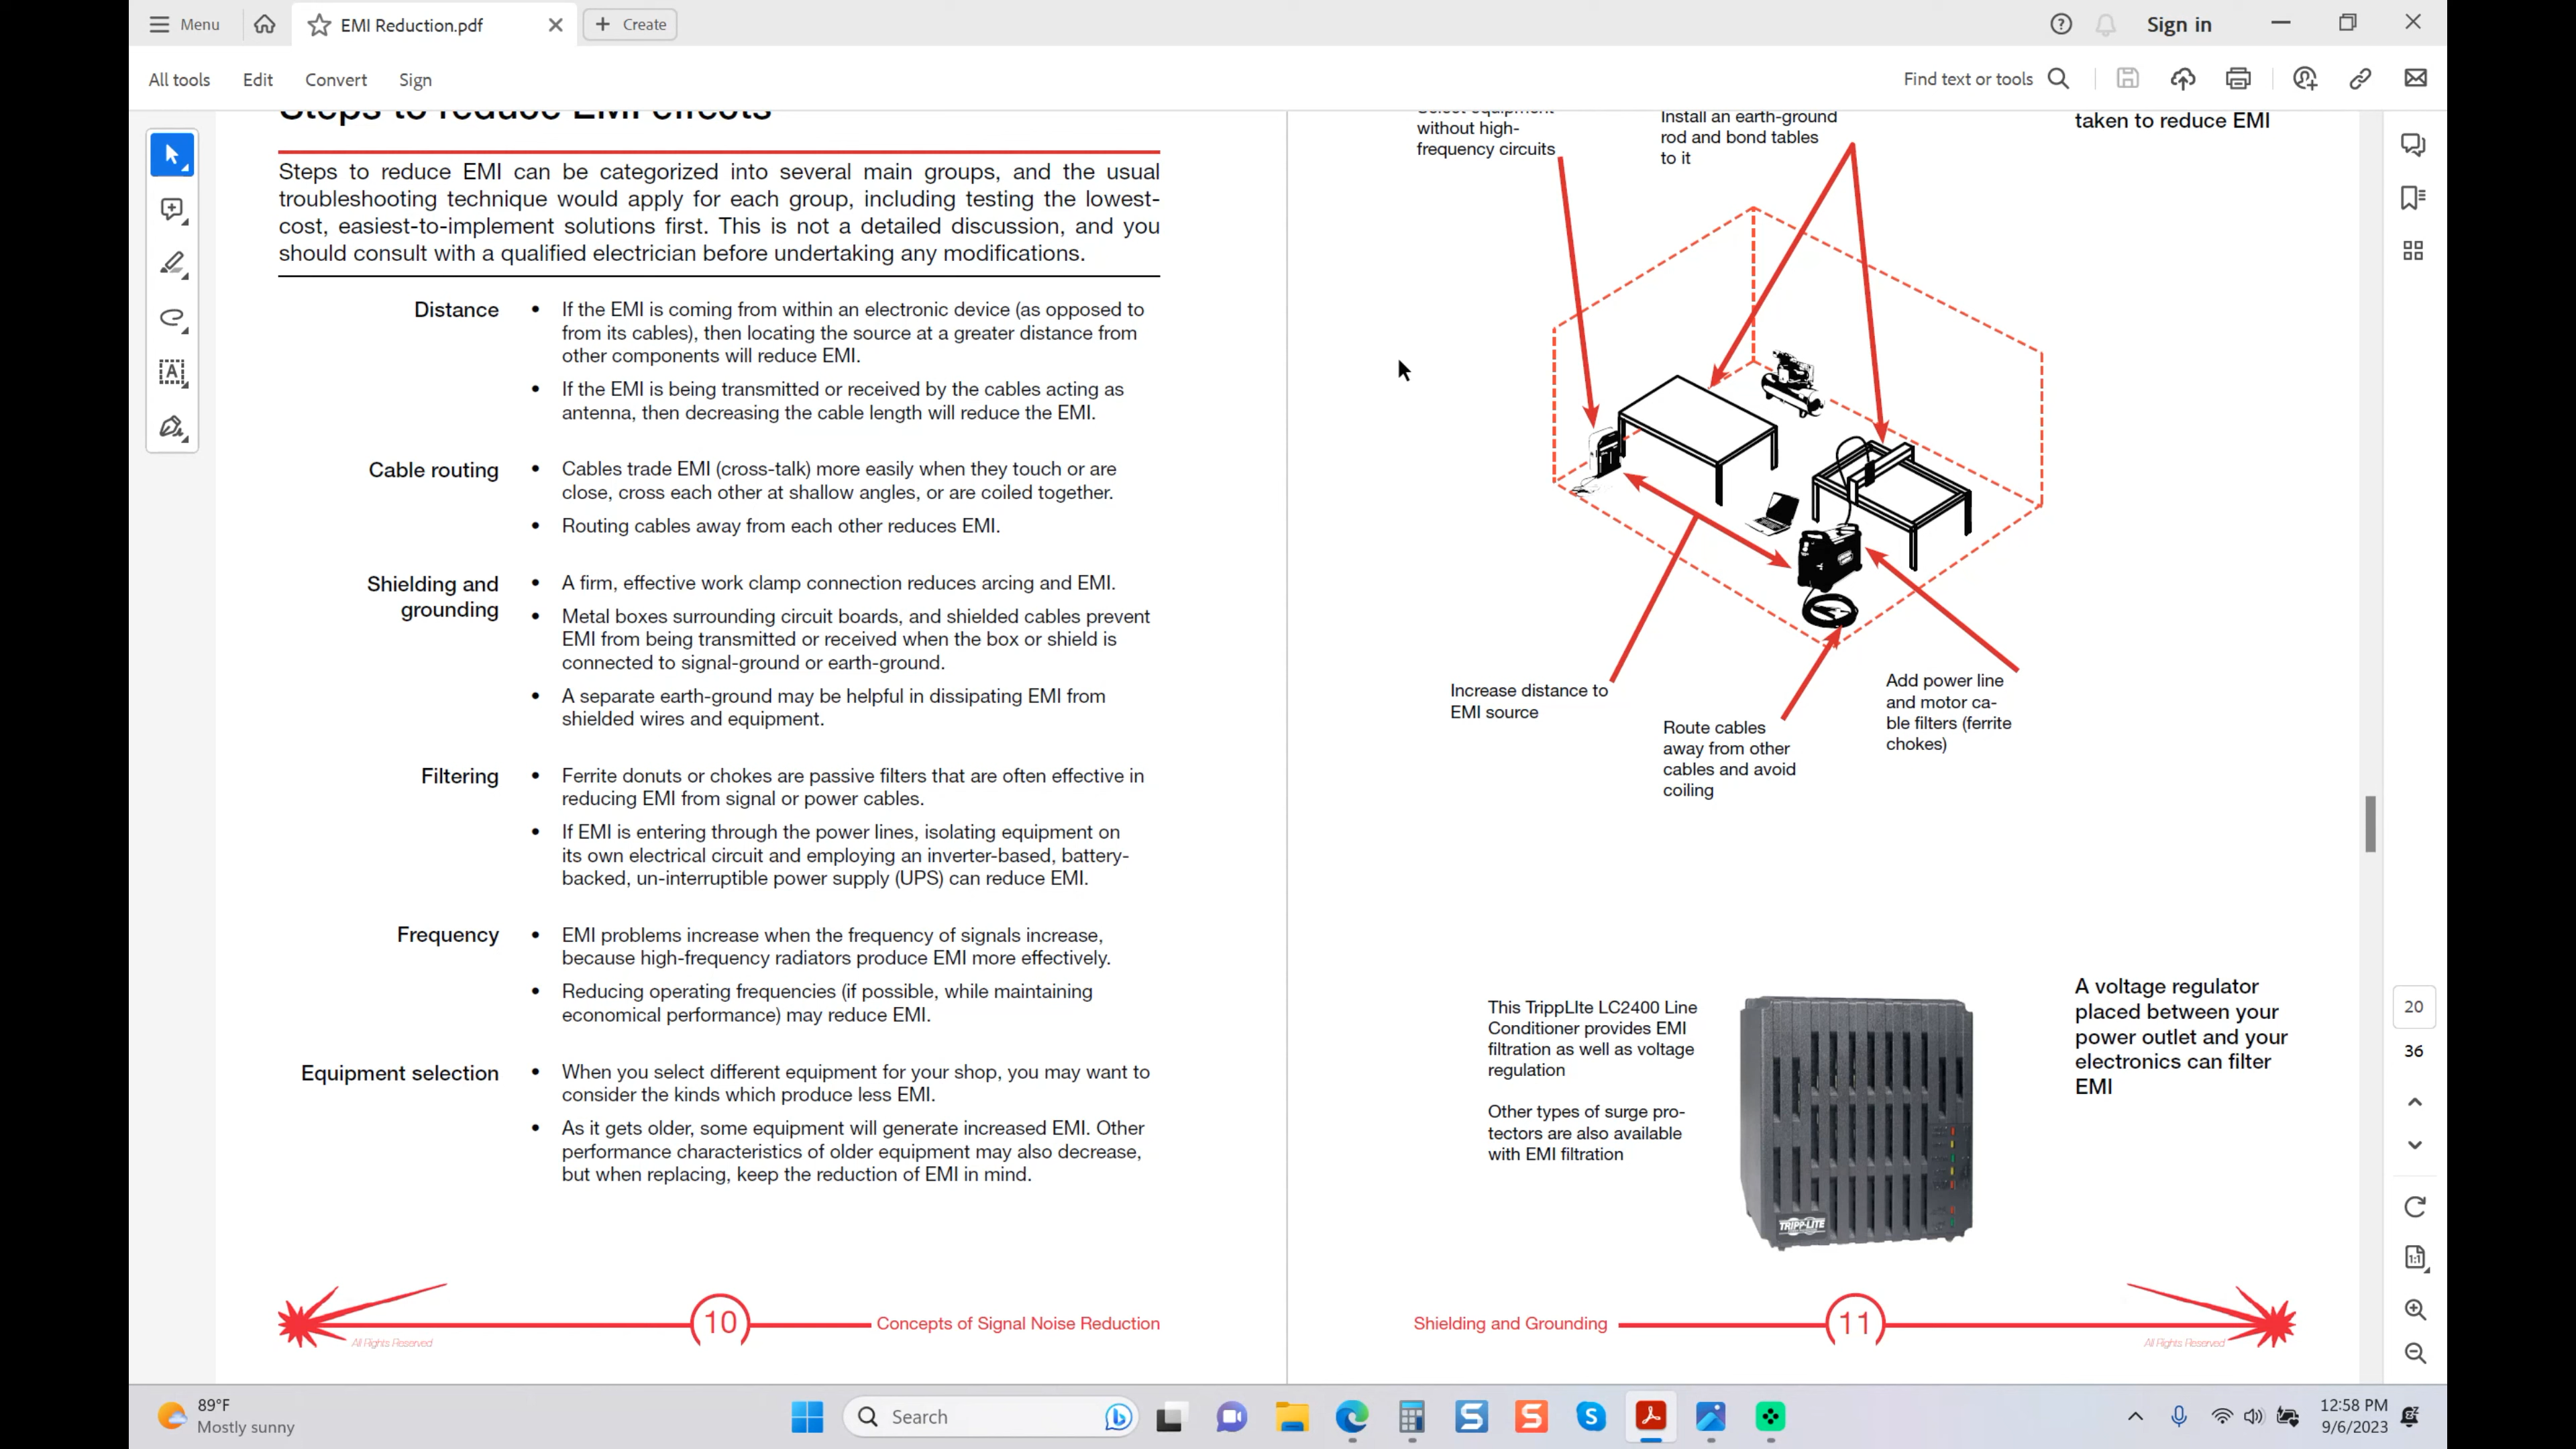 Menu
EMI Reduction.pdf
Create
Sign in
All tools
Edit
Convert
Sign
Find text or tools
Steps to reduce EMI effects
Steps to reduce EMI can be categorized into several main groups, and the usual
troubleshooting technique would apply for each group, including testing the lowest-
cost, easiest-to-implement solutions first. This is not a detailed discussion, and you
should consult with a qualified electrician before undertaking any modifications.
Distance
• If the EMI is coming from within an electronic device (as opposed to
from its cables), then locating the source at a greater distance from
other components will reduce EMI.
• If the EMI is being transmitted or received by the cables acting as
antenna, then decreasing the cable length will reduce the EMI.
Cable routing
• Cables trade EMI (cross-talk) more easily when they touch or are
close, cross each other at shallow angles, or are coiled together.
• Routing cables away from each other reduces EMI.
Shielding and
grounding
• A firm, effective work clamp connection reduces arcing and EMI.
• Metal boxes surrounding circuit boards, and shielded cables prevent
EMI from being transmitted or received when the box or shield is
connected to signal-ground or earth-ground.
• A separate earth-ground may be helpful in dissipating EMI from
shielded wires and equipment.
Filtering
• Ferrite donuts or chokes are passive filters that are often effective in
reducing EMI from signal or power cables.
• If EMI is entering through the power lines, isolating equipment on
its own electrical circuit and employing an inverter-based, battery-
backed, un-interruptible power supply (UPS) can reduce EMI.
Frequency
• EMI problems increase when the frequency of signals increase,
because high-frequency radiators produce EMI more effectively.
• Reducing operating frequencies (if possible, while maintaining
economical performance) may reduce EMI.
Equipment selection
• When you select different equipment for your shop, you may want to
consider the kinds which produce less EMI.
• As it gets older, some equipment will generate increased EMI. Other
performance characteristics of older equipment may also decrease,
but when replacing, keep the reduction of EMI in mind.
All Rights Reserved
10
Concepts of Signal Noise Reduction
Select equipment
without high-
frequency circuits
Install an earth-ground
rod and bond tables
to it
taken to reduce EMI
Increase distance to
EMI source
Route cables
away from other
cables and avoid
coiling
Add power line
and motor ca-
ble filters (ferrite
chokes)
This TrippLIte LC2400 Line
Conditioner provides EMI
filtration as well as voltage
regulation
Other types of surge pro-
tectors are also available
with EMI filtration
TRIPP-LITE
A voltage regulator
placed between your
power outlet and your
electronics can filter
EMI
Shielding and Grounding
11
All Rights Reserved
20
36
1:1
89°F
Mostly sunny
Search
12:58 PM
9/6/2023